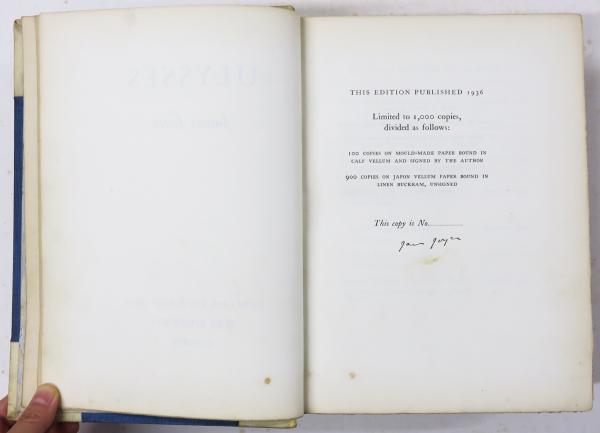 ULYSSES
THIS EDITION PUBLISHED 1936
Limited to 1,000 copies,
divided as follows:
100 COPIES ON MOULD-MADE PAPER BOUND IN
CALF VELLUM AND SIGNED BY THE AUTHOR
900 COPIES ON JAPON VELLUM PAPER BOUND IN
LINEN BUCKRAM, UNSIGNED
This copy is No..............
James Joyce